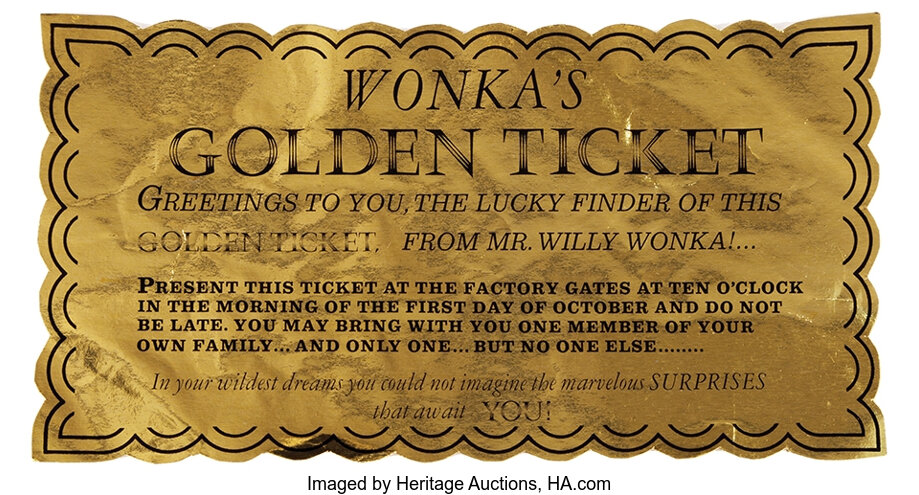 WONKA'S
GOLDEN TICKET
GREETINGS TO YOU, THE LUCKY FINDER OF THIS
GOLDEN TICKET, FROM MR. WILLY WONKA!...
PRESENT THIS TICKET AT THE FACTORY GATES AT TEN O'CLOCK
IN THE MORNING OF THE FIRST DAY OF OCTOBER AND DO NOT
BE LATE. YOU MAY BRING WITH YOU ONE MEMBER OF YOUR
OWN FAMILY... AND ONLY ONE... BUT NO ONE ELSE........
In your wildest dreams you could not imagine the marvelous SURPRISES
that await YOU!
Imaged by Heritage Auctions, HA.com